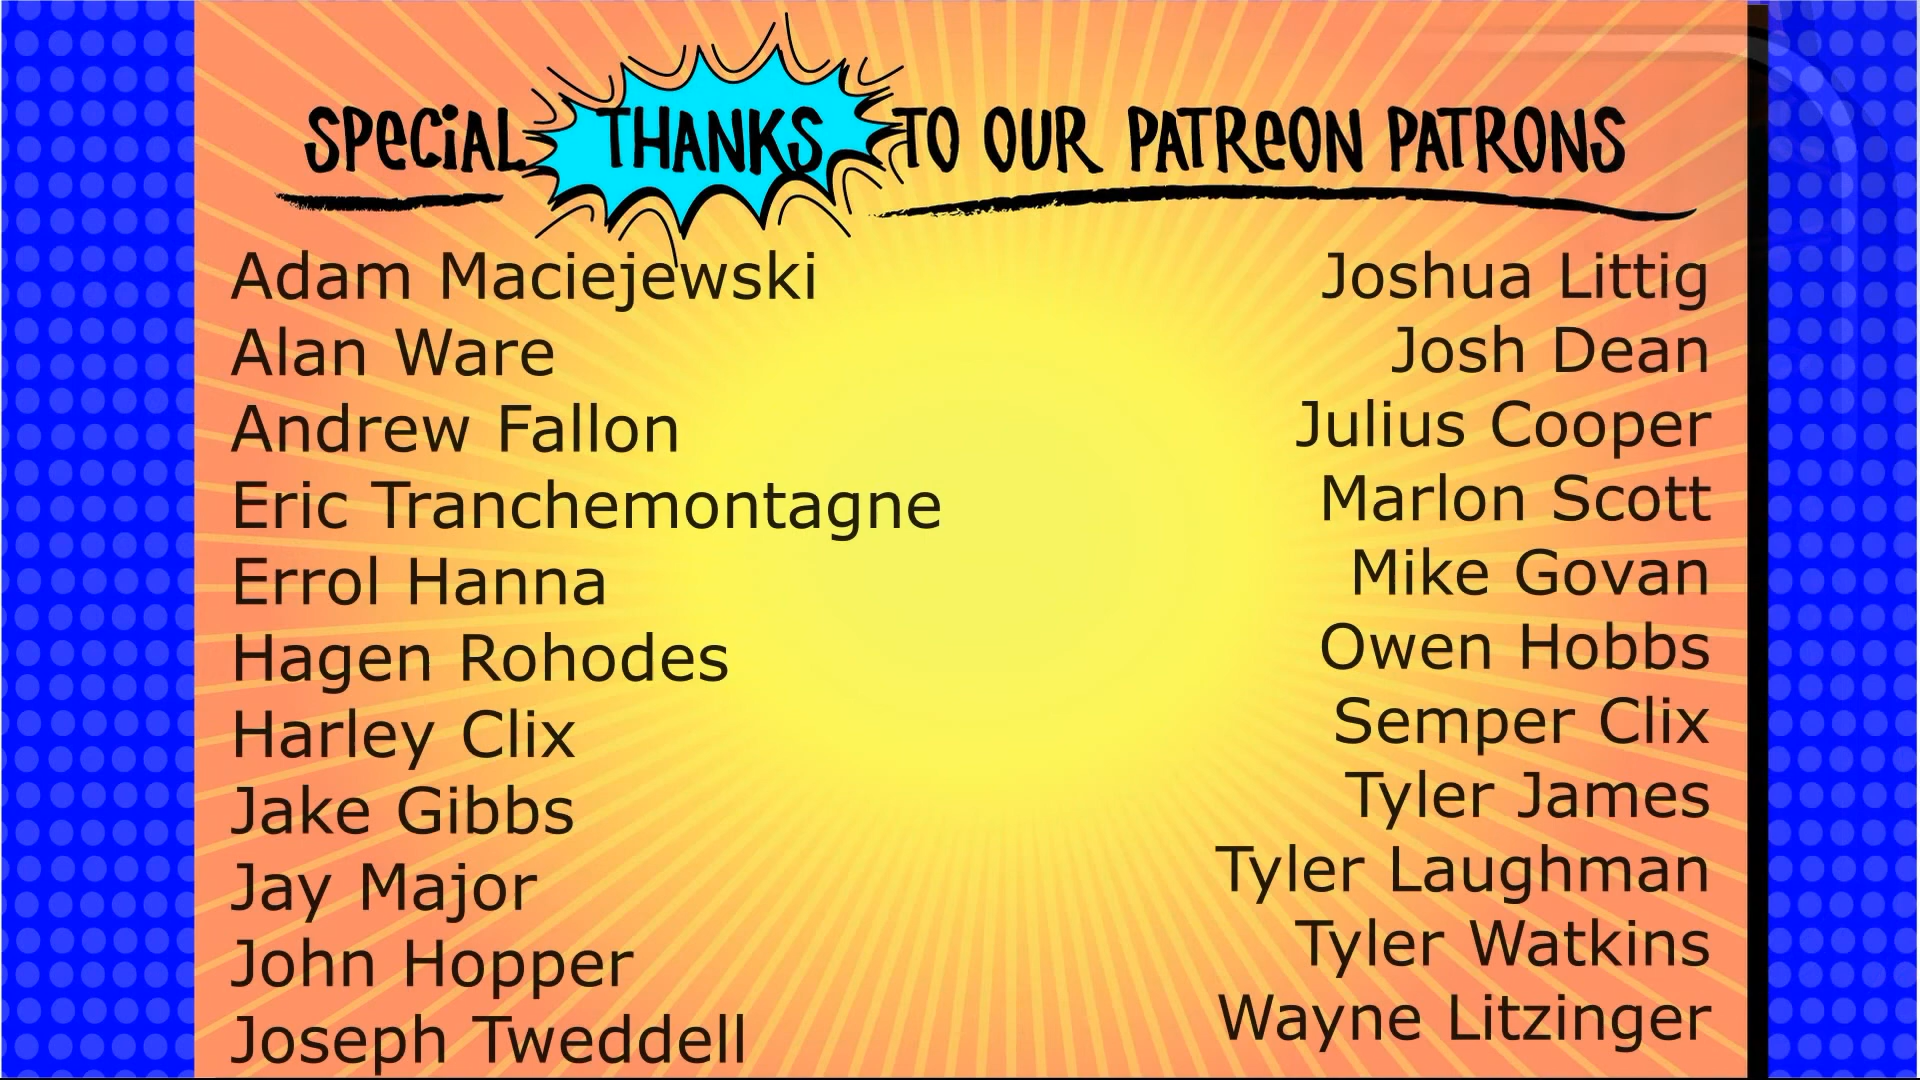 SPECiAL THANKS TO OUR PATReON PATRONS
Adam Maciejewski
Alan Ware
Andrew Fallon
Eric Tranchemontagne
Errol Hanna
Hagen Rohodes
Harley Clix
Jake Gibbs
Jay Major
John Hopper
Joseph Tweddell
Joshua Littig
Josh Dean
Julius Cooper
Marlon Scott
Mike Govan
Owen Hobbs
Semper Clix
Tyler James
Tyler Laughman
Tyler Watkins
Wayne Litzinger